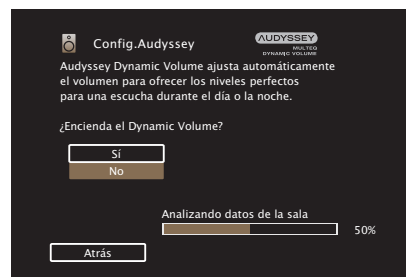 Config.Audyssey
AUDYSSEY
MULTEQ
DYNAMIC VOLUME
Audyssey Dynamic Volume ajusta automáticamente
el volumen para ofrecer los niveles perfectos
para una escucha durante el día o la noche.
¿Encienda el Dynamic Volume?
Sí
No
Analizando datos de la sala
50%
Atrás